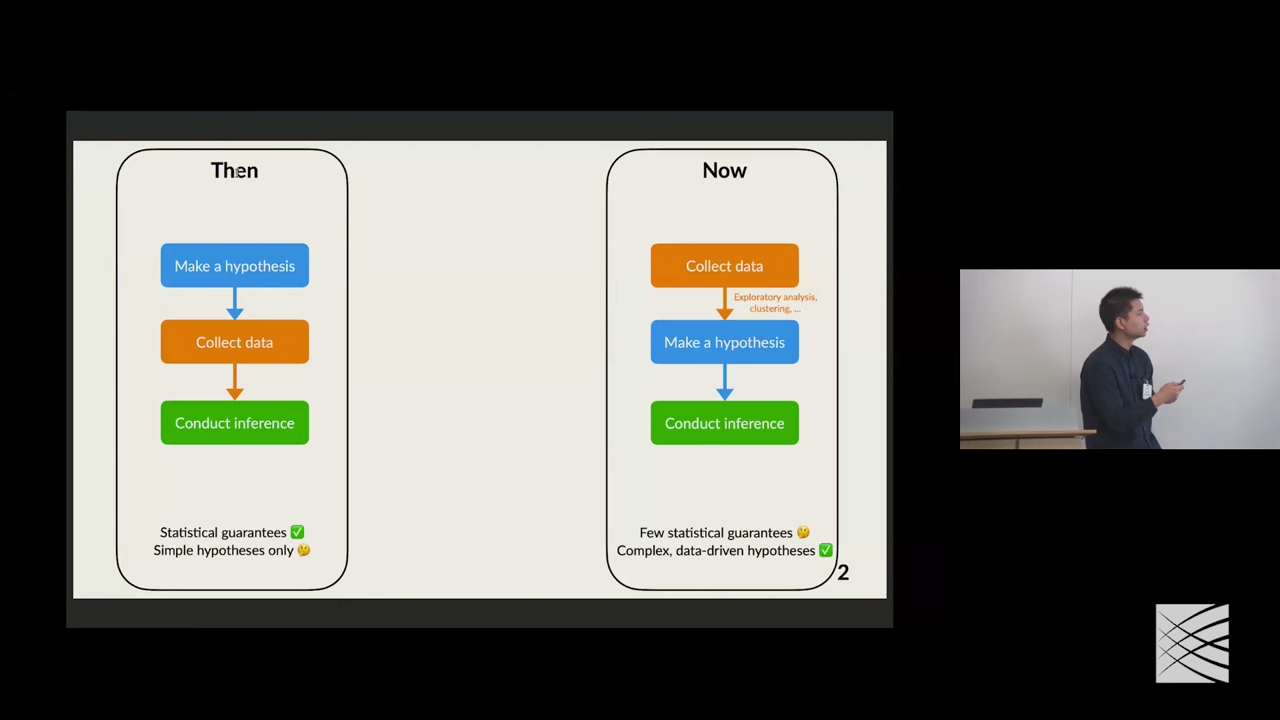 Then
Make a hypothesis
Collect data
Conduct inference
Statistical guarantees ✅
Simple hypotheses only 🤔
Now
Collect data
Exploratory analysis,
clustering, ...
Make a hypothesis
Conduct inference
Few statistical guarantees 🤔
Complex, data-driven hypotheses ✅
2